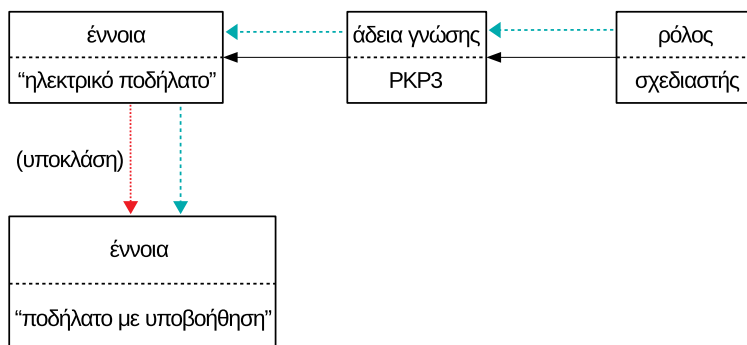 έννοια
“ηλεκτρικό ποδήλατο”
άδεια γνώσης
PKP3
ρόλος
σχεδιαστής
(υποκλάση)
έννοια
“ποδήλατο με υποβοήθηση”